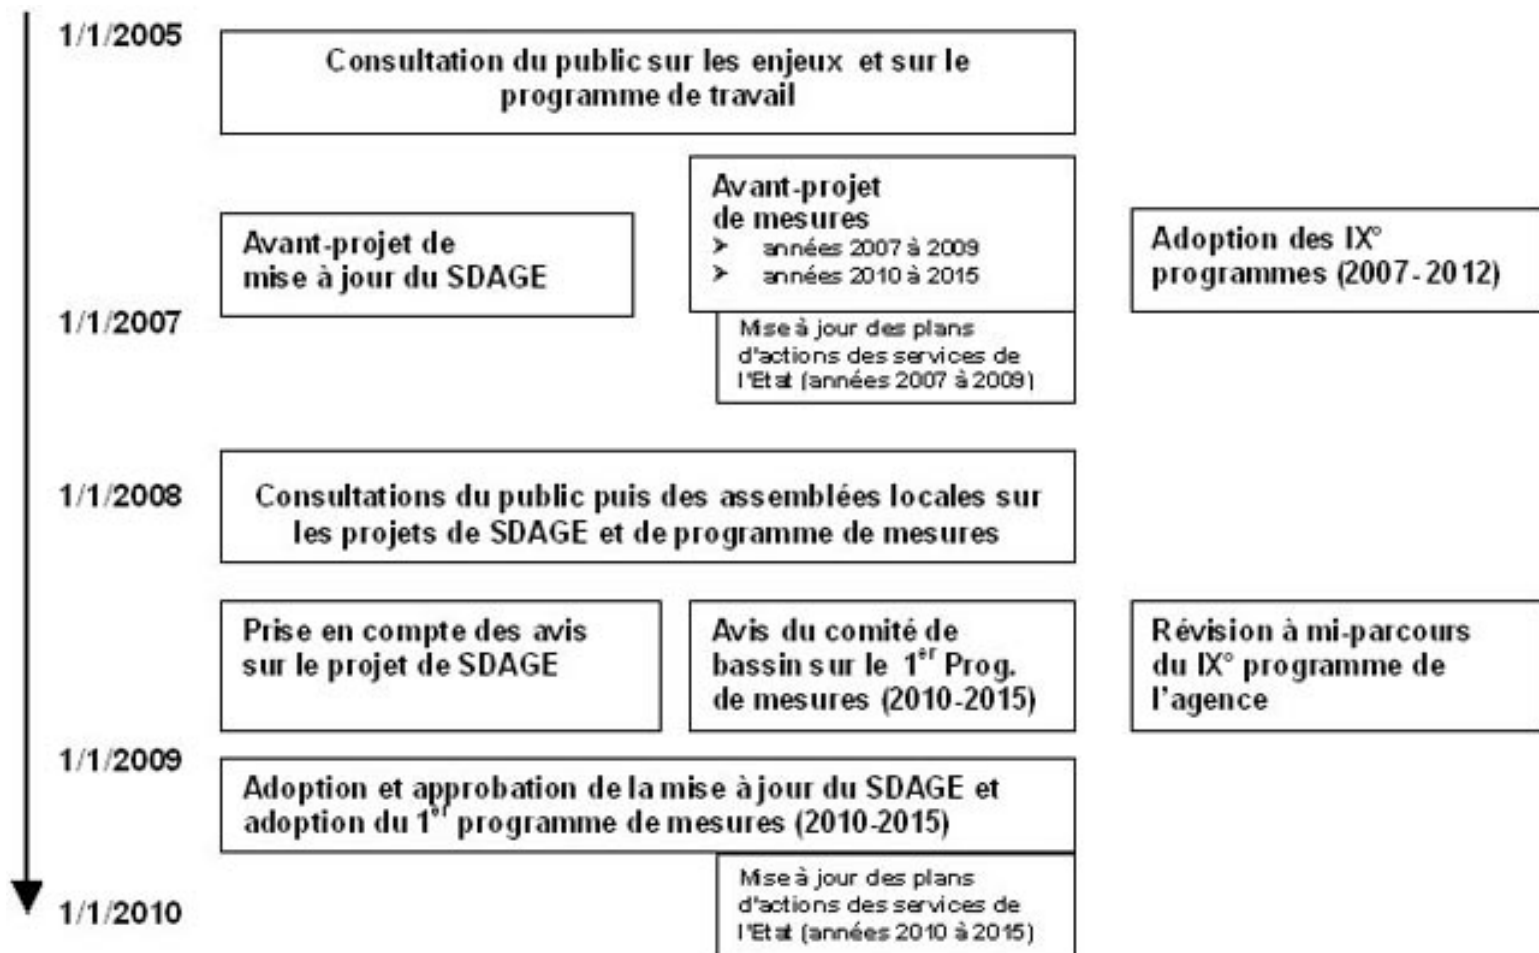 1/1/2005
Consultation du public sur les enjeux et sur le
programme de travail
Avant-projet de
mise à jour du SDAGE
Avant-projet
de mesures
➢ années 2007 à 2009
➢ années 2010 à 2015
Adoption des IX°
programmes (2007-2012)
1/1/2007
Mise à jour des plans
d'actions des services de
l'Etat (années 2007 à 2009)
1/1/2008
Consultations du public puis des assemblées locales sur
les projets de SDAGE et de programme de mesures
Prise en compte des avis
sur le projet de SDAGE
Avis du comité de
bassin sur le 1er Prog.
de mesures (2010-2015)
Révision à mi-parcours
du IX° programme de
l'agence
1/1/2009
Adoption et approbation de la mise à jour du SDAGE et
adoption du 1er programme de mesures (2010-2015)
Mise à jour des plans
d'actions des services de
l'Etat (années 2010 à 2015)
1/1/2010